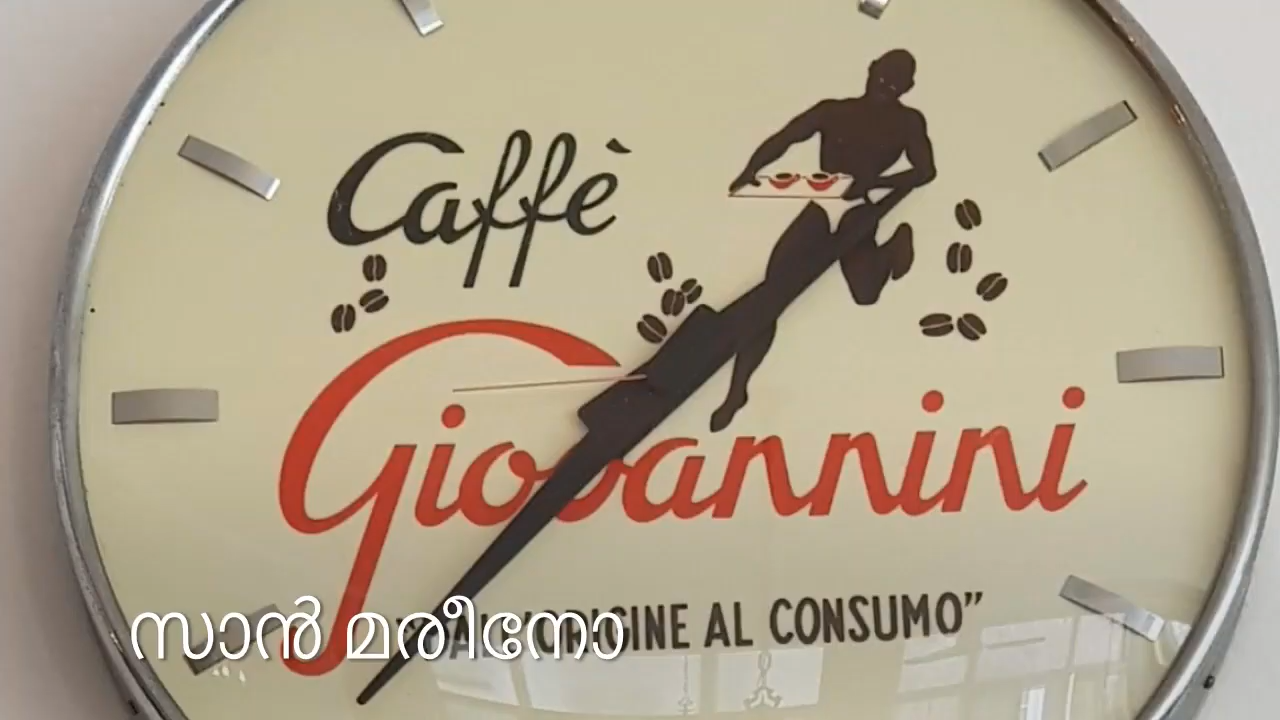 Caffè
Giovannini
"DALL'ORIGINE AL CONSUMO"
സാൻ മരീനോ